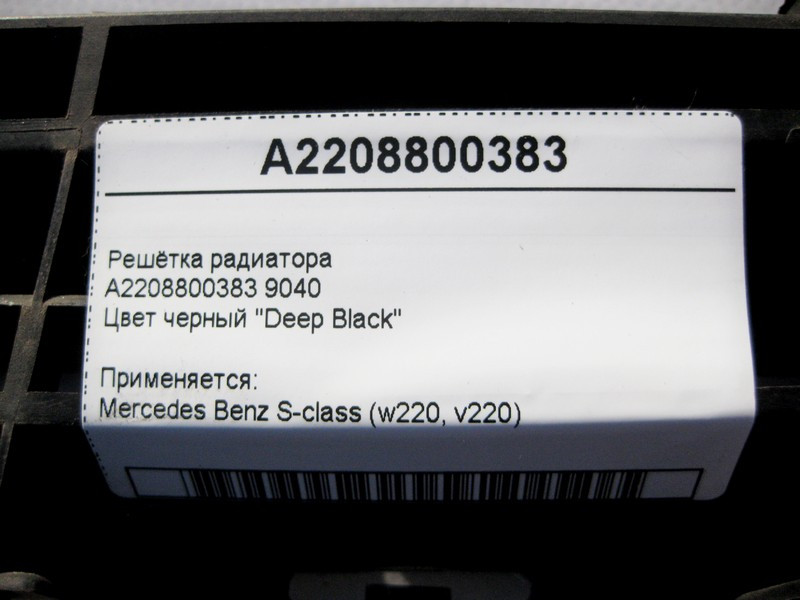 A2208800383
Решётка радиатора
A2208800383 9040
Цвет черный "Deep Black"
Применяется:
Mercedes Benz S-class (w220, v220)